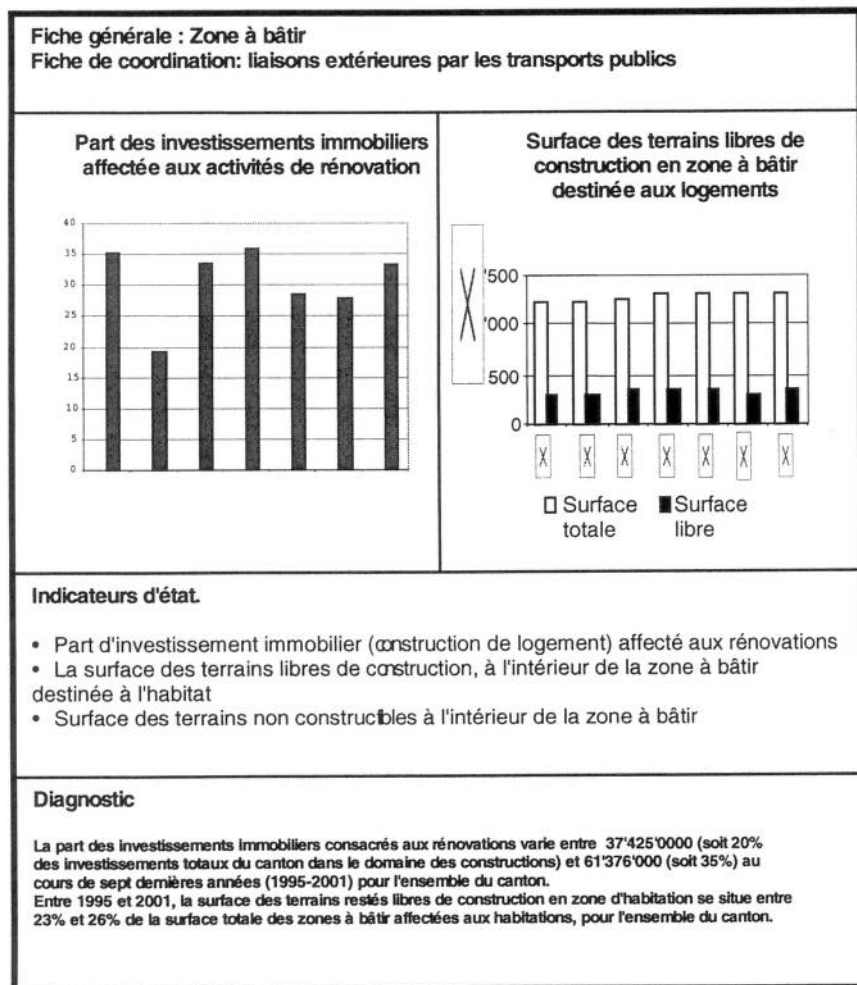 Fiche générale : Zone à bâtir
Fiche de coordination: liaisons extérieures par les transports publics
Part des investissements immobiliers
affectée aux activités de rénovation
40
35
30
25
20
15
10
5
0
Surface des terrains libres de
construction en zone à bâtir
destinée aux logements
'500
'000
500
0
Surface totale
Surface libre
Indicateurs d'état.
• Part d'investissement immobilier (construction de logement) affecté aux rénovations
• La surface des terrains libres de construction, à l'intérieur de la zone à bâtir
destinée à l'habitat
• Surface des terrains non constructibles à l'intérieur de la zone à bâtir
Diagnostic
La part des investissements immobiliers consacrés aux rénovations varie entre 37'425'0000 (soit 20%
des investissements totaux du canton dans le domaine des constructions) et 61'376'000 (soit 35%) au
cours de sept dernières années (1995-2001) pour l'ensemble du canton.
Entre 1995 et 2001, la surface des terrains restés libres de construction en zone d'habitation se situe entre
23% et 26% de la surface totale des zones à bâtir affectées aux habitations, pour l'ensemble du canton.